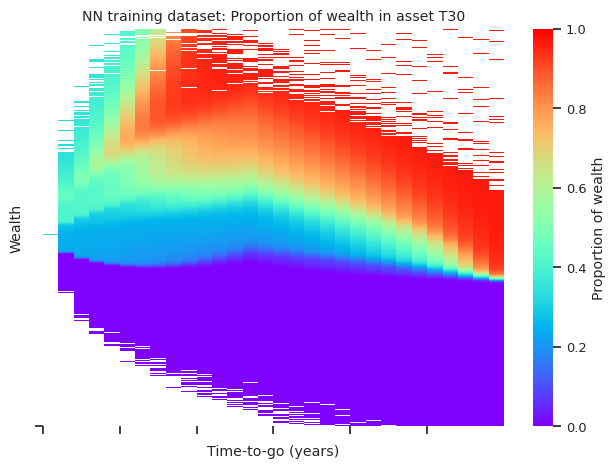 NN training dataset: Proportion of wealth in asset T30
Wealth
Time-to-go (years)
1.0
0.8
0.6
0.4
0.2
0.0
Proportion of wealth